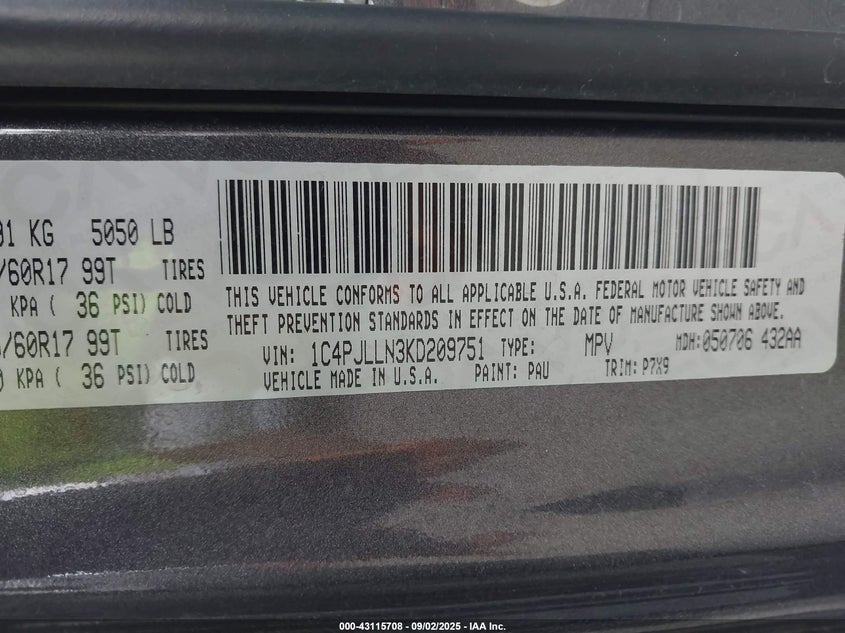 91 KG 5050 LB
/60R17 99T TIRES
KPA ( 36 PSI) COLD
/60R17 99T TIRES
KPA ( 36 PSI) COLD
THIS VEHICLE CONFORMS TO ALL APPLICABLE U.S.A. FEDERAL MOTOR VEHICLE SAFETY AND
THEFT PREVENTION STANDARDS IN EFFECT ON THE DATE OF MANUFACTURE SHOWN ABOVE.
VIN: 1C4PJLLN3KD209751 TYPE: MPV MDH: 050706 432AA
VEHICLE MADE IN U.S.A. PAINT: PAU TRIM: P7X9
000-43115708 - 09/02/2025 - IAA Inc.